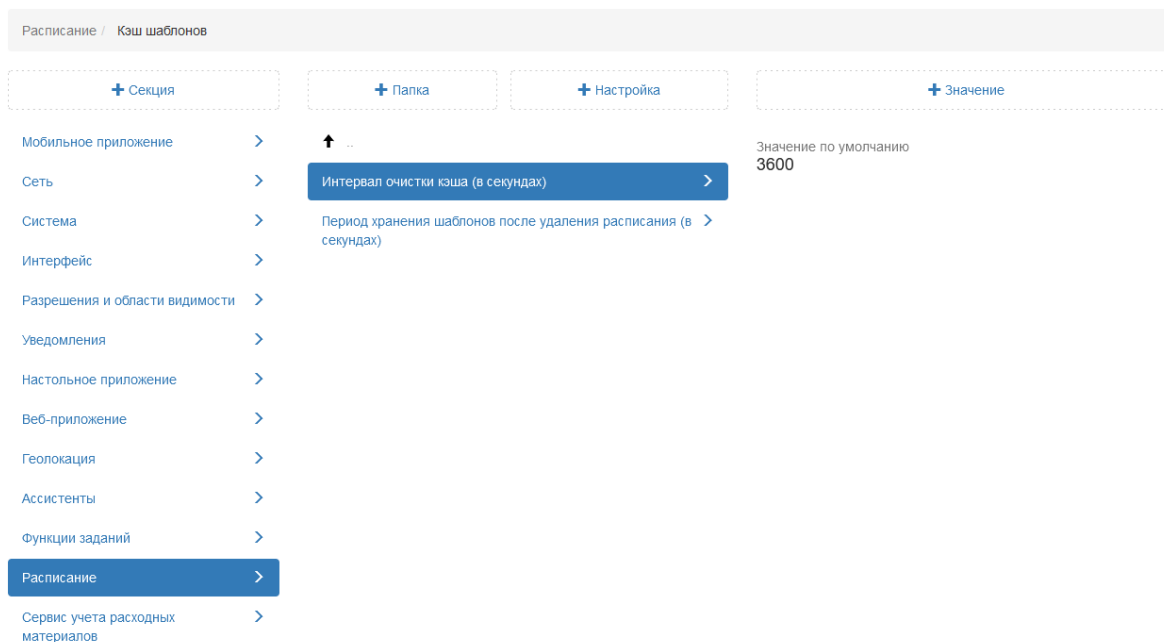 Расписание / Кэш шаблонов
+ Секция
+ Папка
+ Настройка
+ Значение
Мобильное приложение
Сеть
Система
Интерфейс
Разрешения и области видимости
Уведомления
Настольное приложение
Веб-приложение
Геолокация
Ассистенты
Функции заданий
Расписание
Сервис учета расходных
материалов
..
Интервал очистки кэша (в секундах)
Период хранения шаблонов после удаления расписания (в
секундах)
Значение по умолчанию
3600